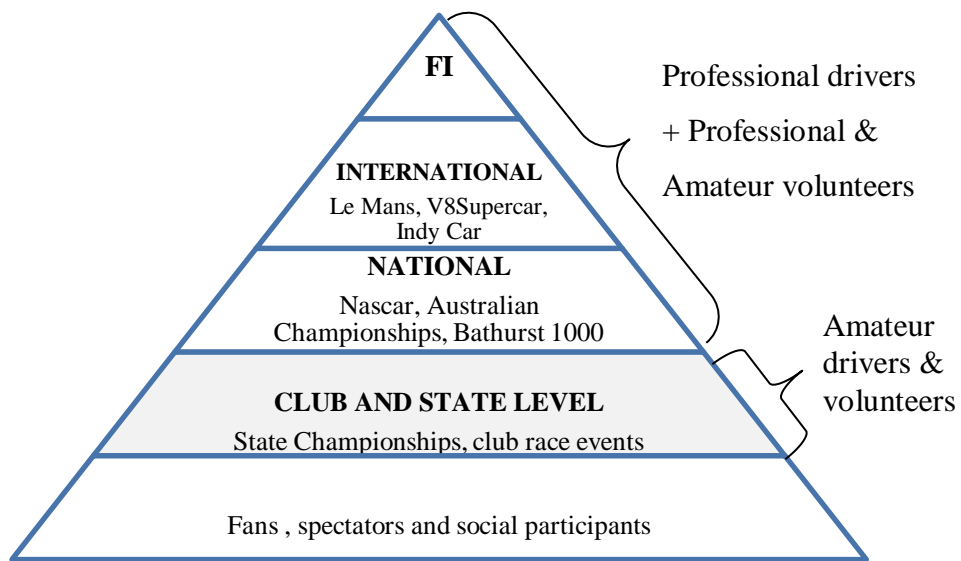 FI
INTERNATIONAL
Le Mans, V8Supercar,
Indy Car
NATIONAL
Nascar, Australian
Championships, Bathurst 1000
CLUB AND STATE LEVEL
State Championships, club race events
Fans , spectators and social participants
Professional drivers
+ Professional &
Amateur volunteers
Amateur
drivers &
volunteers